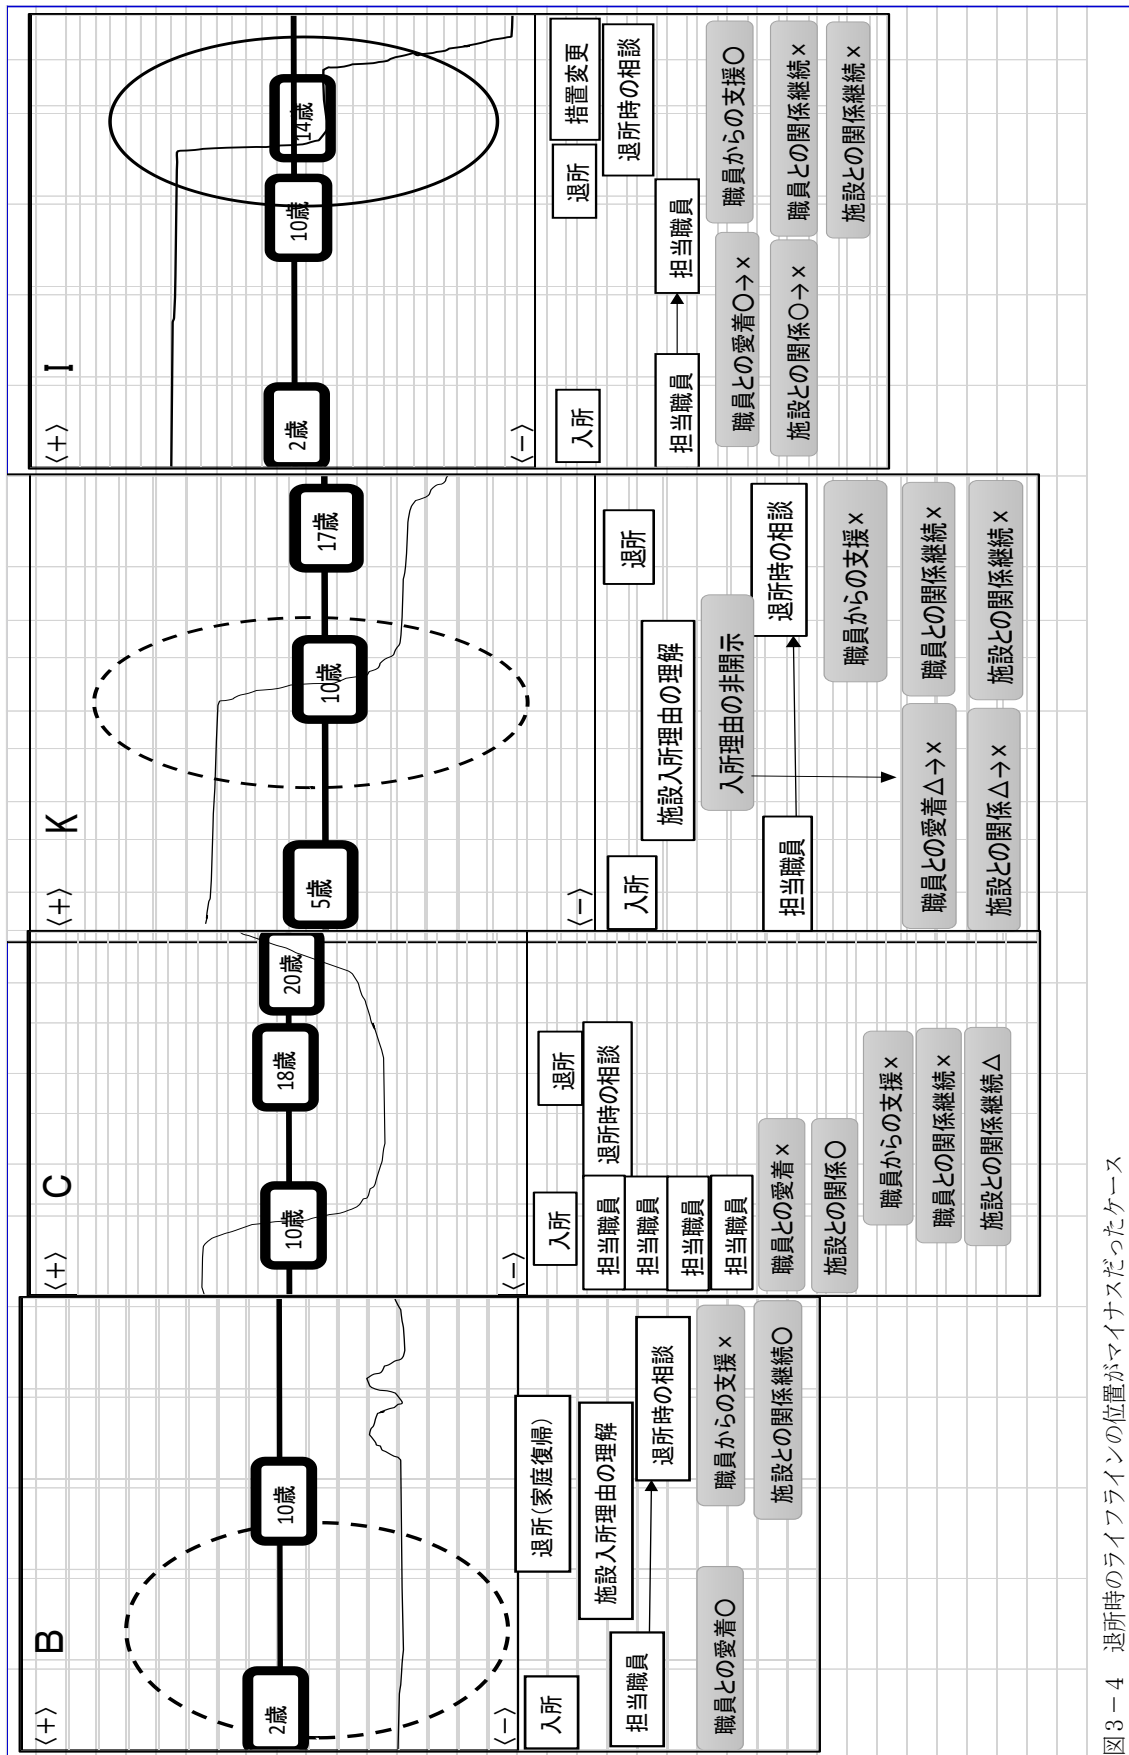 B
〈+〉
2歳
10歳
〈−〉
入所
退所(家庭復帰)
施設入所理由の理解
担当職員
退所時の相談
職員との愛着〇
職員からの支援×
施設との関係継続〇
C
〈+〉
10歳
18歳
20歳
〈−〉
入所
退所
担当職員
退所時の相談
担当職員
担当職員
担当職員
職員との愛着×
施設との関係〇
職員からの支援×
職員との関係継続×
施設との関係継続△
K
〈+〉
5歳
10歳
17歳
〈−〉
入所
退所
施設入所理由の理解
入所理由の非開示
担当職員
退所時の相談
職員からの支援×
職員との愛着△→×
職員との関係継続×
施設との関係△→×
施設との関係継続×
I
〈+〉
2歳
10歳
14歳
〈−〉
入所
退所
措置変更
退所時の相談
担当職員
担当職員
職員からの支援〇
職員との愛着〇→×
職員との関係継続×
施設との関係〇→×
施設との関係継続×
図3−4 退所時のライフラインの位置がマイナスだったケース